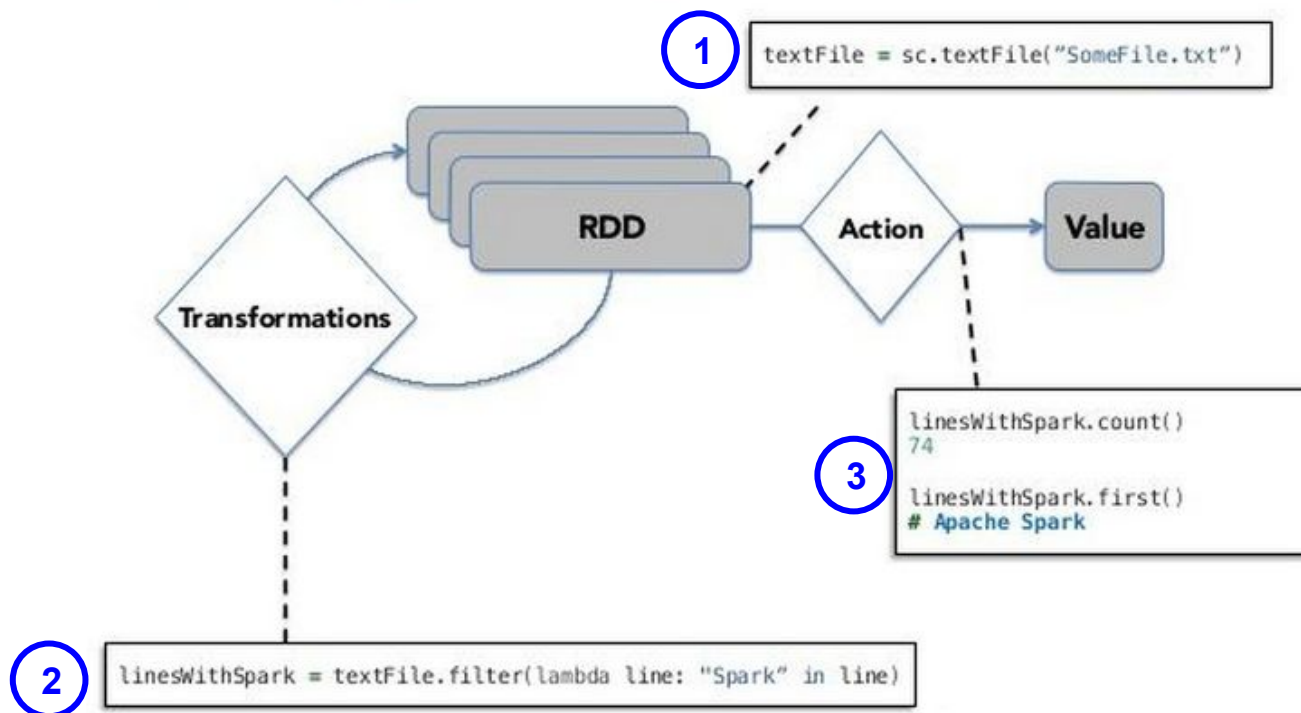 1
textFile = sc.textFile(“SomeFile.txt”)
RDD
Action
Value
Transformations
linesWithSpark.count()
74
3
linesWithSpark.first()
# Apache Spark
2
linesWithSpark = textFile.filter(lambda line: "Spark” in line)